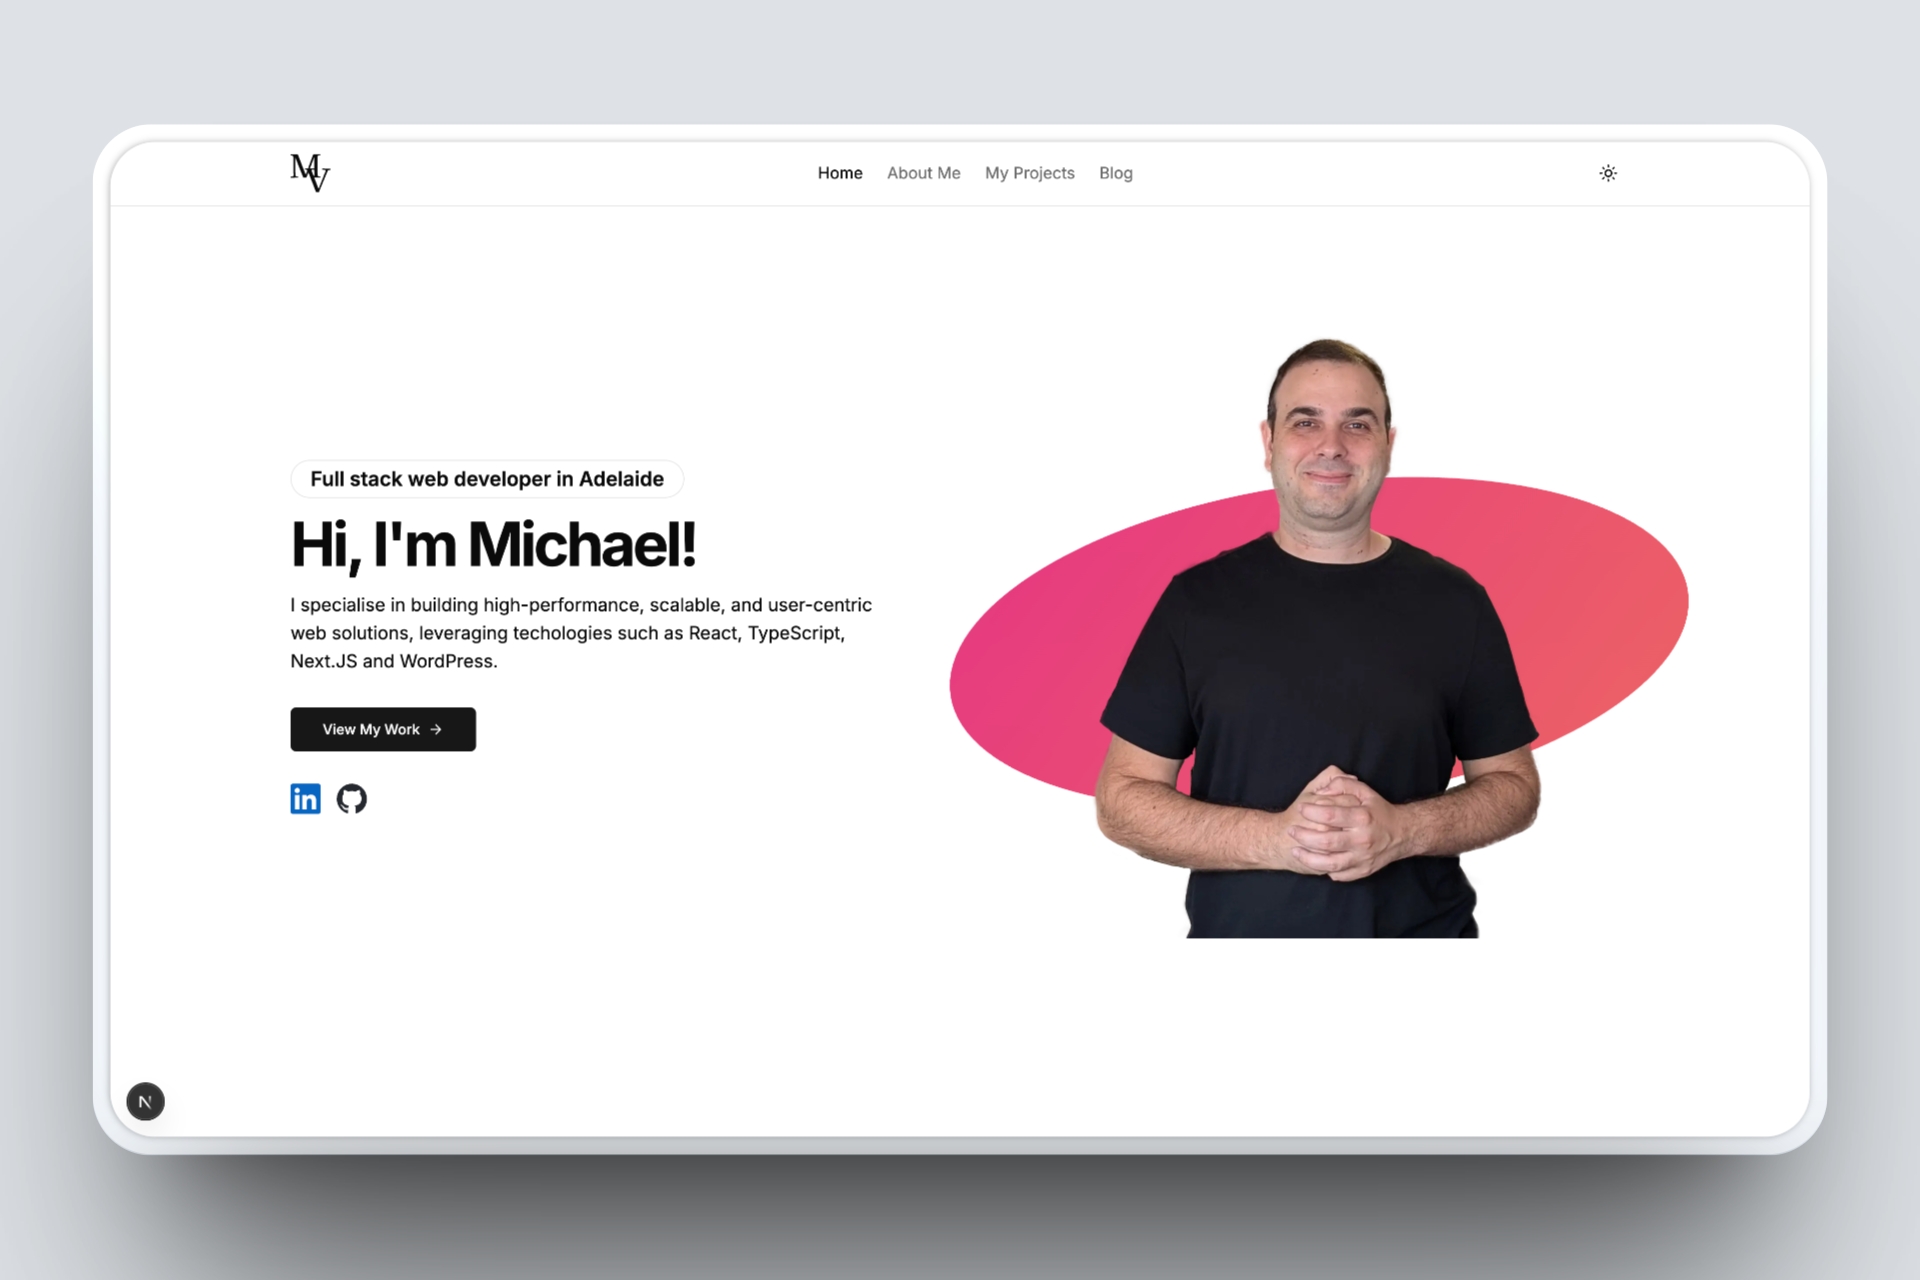 MV
Home About Me My Projects Blog
Full stack web developer in Adelaide
Hi, I'm Michael!
I specialise in building high-performance, scalable, and user-centric
web solutions, leveraging techologies such as React, TypeScript,
Next.JS and WordPress.
View My Work →
in
N